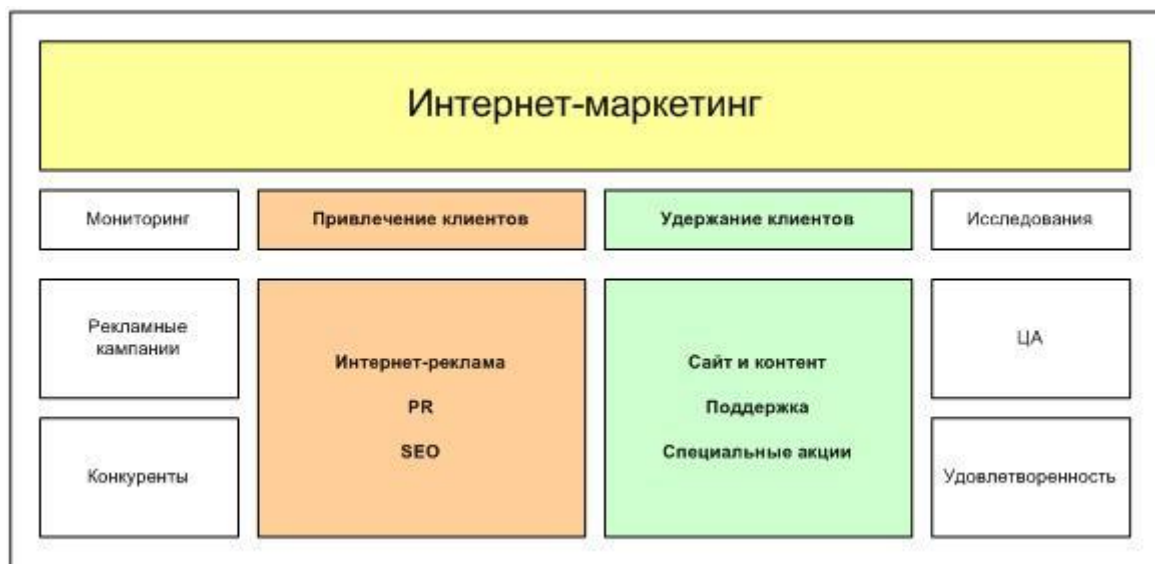 Интернет-маркетинг
Мониторинг
Привлечение клиентов
Удержание клиентов
Исследования
Рекламные
кампании
Конкуренты
Интернет-реклама
PR
SEO
Сайт и контент
Поддержка
Специальные акции
ЦА
Удовлетворенность